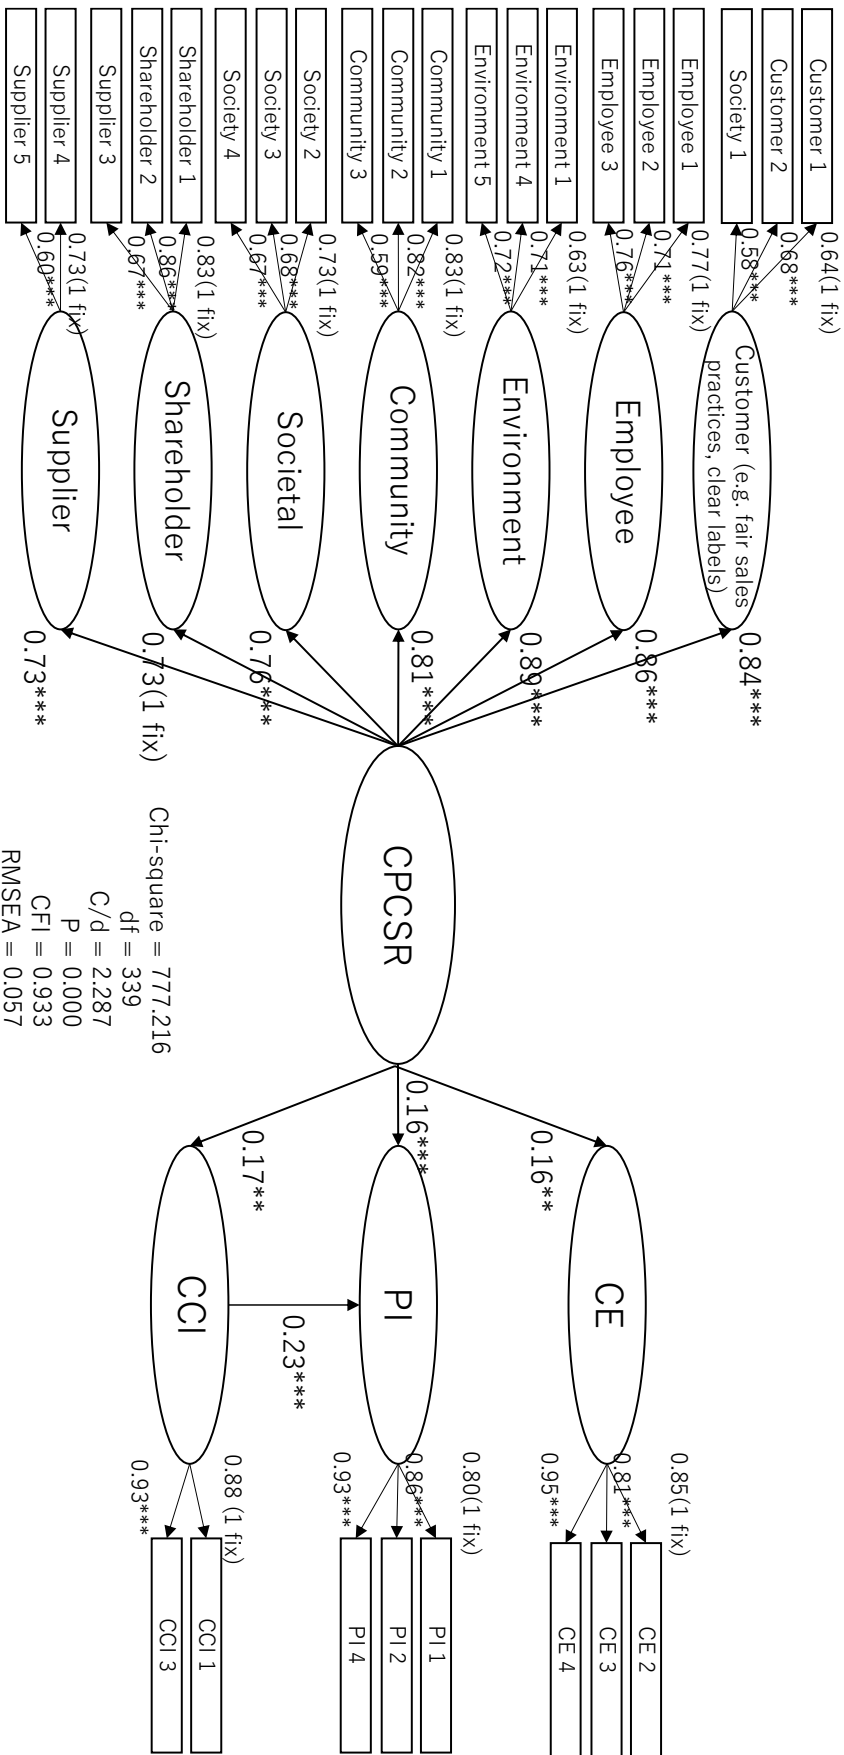 Customer 1
Customer 2
Society 1
Employee 1
Employee 2
Employee 3
Environment 1
Environment 4
Environment 5
Community 1
Community 2
Community 3
Society 2
Society 3
Society 4
Shareholder 1
Shareholder 2
Supplier 3
Supplier 4
Supplier 5
0.64(1 fix)
0.68***
0.58***
0.77(1 fix)
0.71***
0.76***
0.63(1 fix)
0.71***
0.72***
0.83(1 fix)
0.82***
0.59***
0.73(1 fix)
0.68***
0.67***
0.83(1 fix)
0.86***
0.67***
0.73(1 fix)
0.60***
Customer (e.g. fair sales
practices, clear labels)
Employee
Environment
Community
Societal
Shareholder
Supplier
0.84***
0.86***
0.89***
0.81***
0.76***
0.73(1 fix)
0.73***
CPCSR
Chi-square = 777.216
df = 339
C/d = 2.287
P = 0.000
CFI = 0.933
RMSEA = 0.057
0.16**
0.16***
0.17**
CE
PI
CCI
0.23***
0.85(1 fix)
0.81***
0.95***
0.80(1 fix)
0.86***
0.93***
0.88 (1 fix)
0.93***
CE 2
CE 3
CE 4
PI 1
PI 2
PI 4
CCI 1
CCI 3